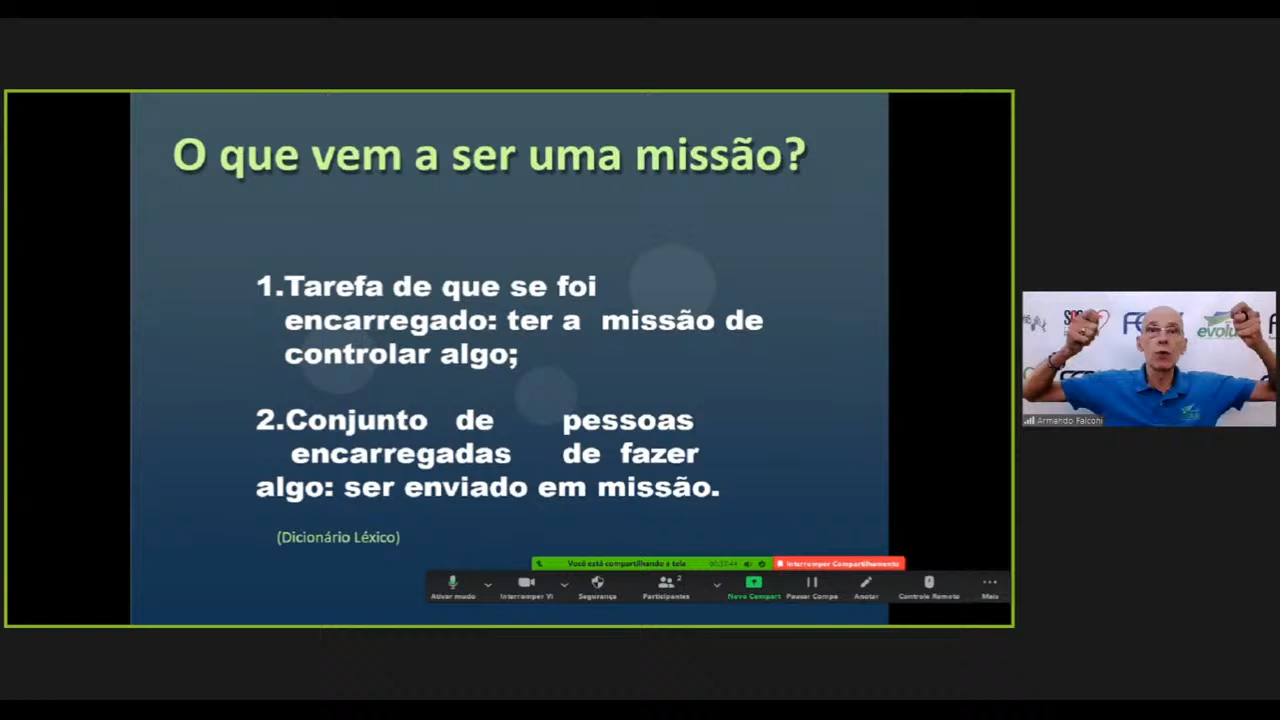 O que vem a ser uma missão?
1.Tarefa de que se foi
encarregado: ter a missão de
controlar algo;
2.Conjunto de pessoas
encarregadas de fazer
algo: ser enviado em missão.
(Dicionário Léxico)
Você está compartilhando a tela
Interromper Compartilhamento
Ativar mudo
Interromper Ví
Segurança
Participantes
2
Novo Compart
Pausar Compa
Anotar
Controle Remoto
Mais
evolu
Armando Falconi